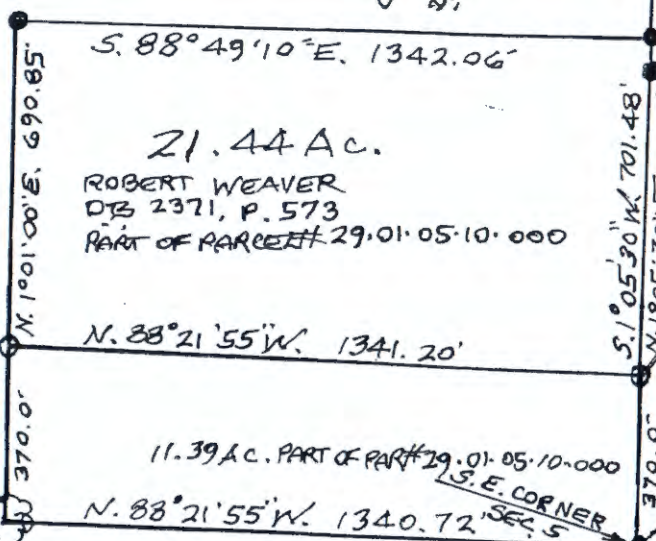 S. 88°49'10"E. 1342.06'
N. 1°01'00"E. 690.85'
21.44 Ac.
ROBERT WEAVER
DB 2371, P. 573
PART OF PARCEL# 29.01.05.10.000
S. 1°05'30"W. 701.48'
N. 88°21'55"W. 1341.20'
370.0'
11.39 AC. PART OF PAR# 29.01.05.10.000
S.E. CORNER
SEC. 5
370.0'
N. 88°21'55"W. 1340.72'